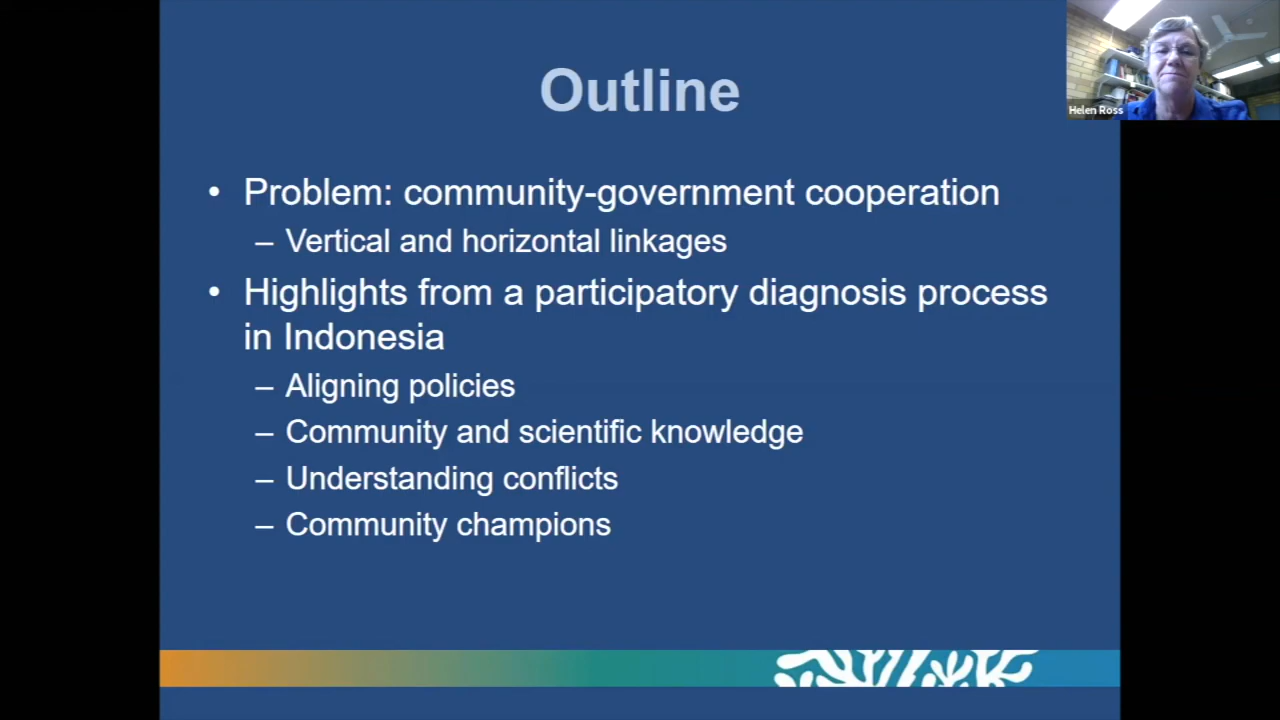 Outline
Helen Ross
• Problem: community-government cooperation
– Vertical and horizontal linkages
• Highlights from a participatory diagnosis process
in Indonesia
– Aligning policies
– Community and scientific knowledge
– Understanding conflicts
– Community champions